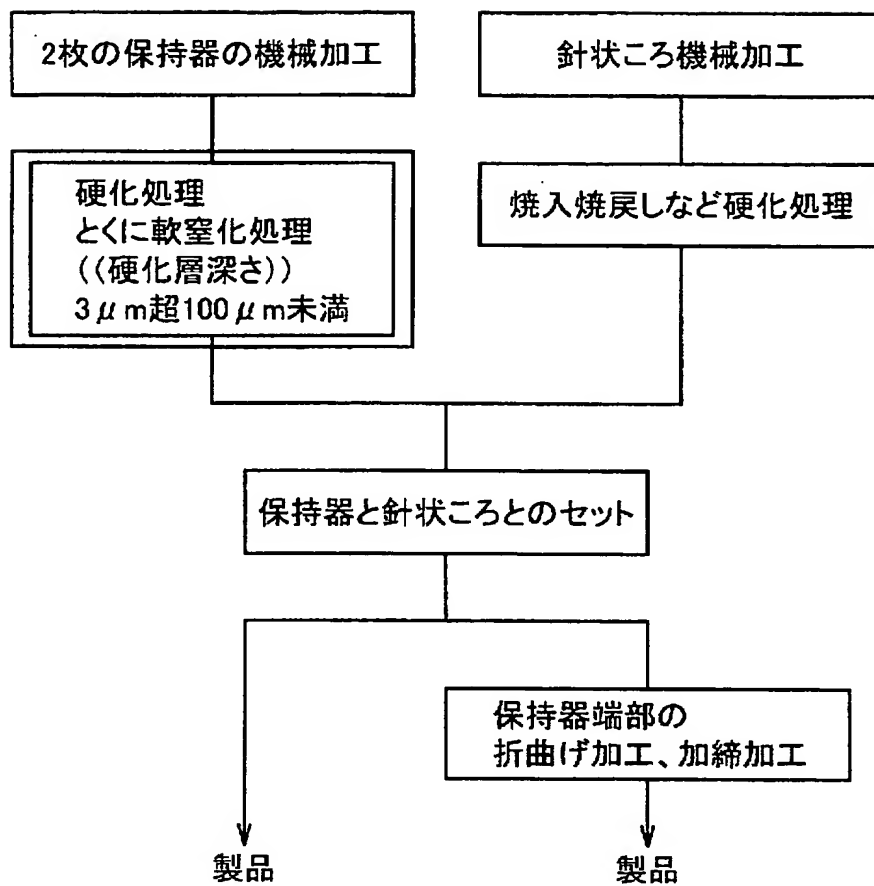 2枚の保持器の機械加工
針状ころ機械加工
硬化処理
とくに軟窒化処理
((硬化層深さ))
3μm超100μm未満
焼入焼戻しなど硬化処理
保持器と針状ころとのセット
保持器端部の
折曲げ加工、加締加工
製品
製品